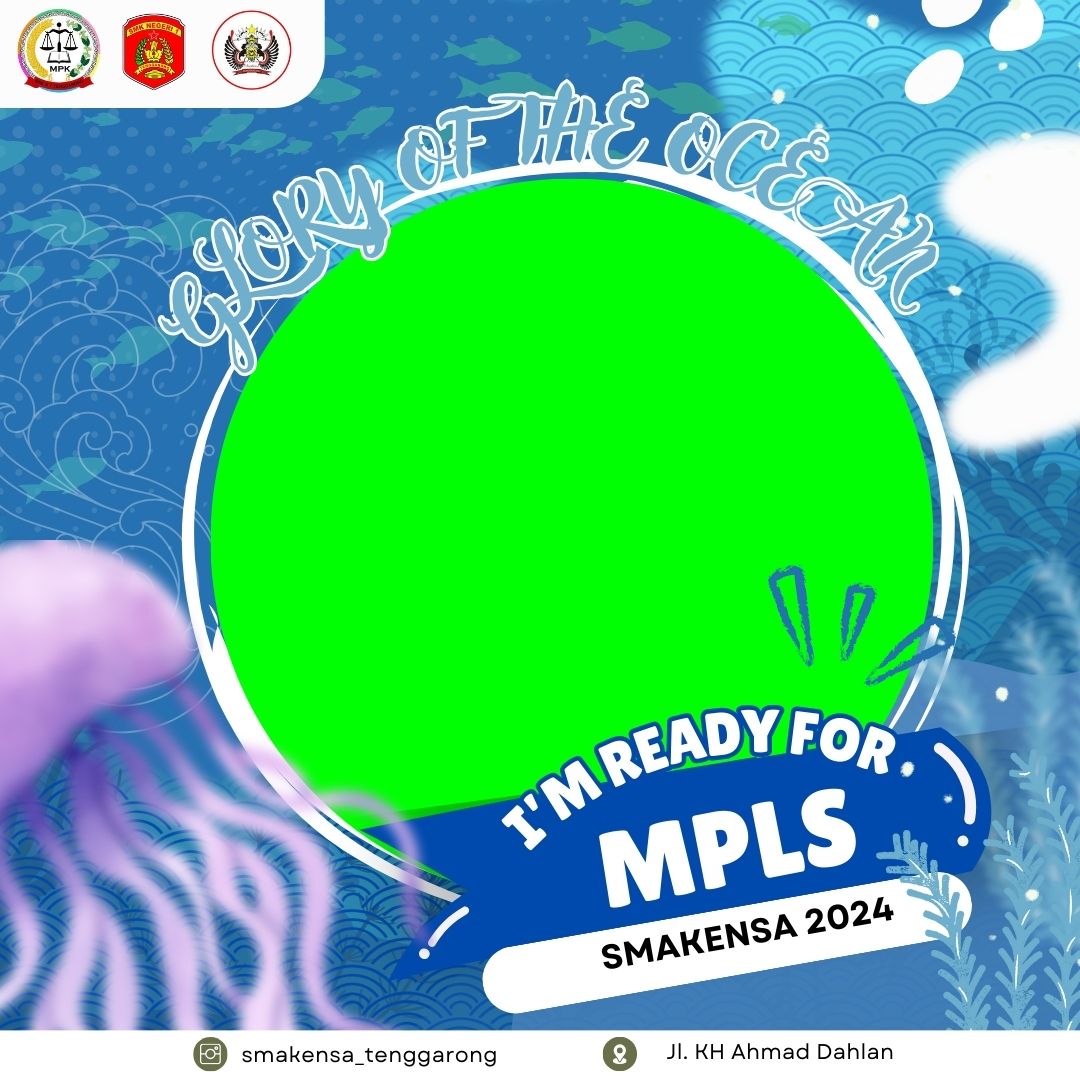 MPK
SMK NEGERI 1
GLORY OF THE OCEAN
I'M READY FOR
MPLS
SMAKENSA 2024
smakensa_tenggarong
Jl. KH Ahmad Dahlan